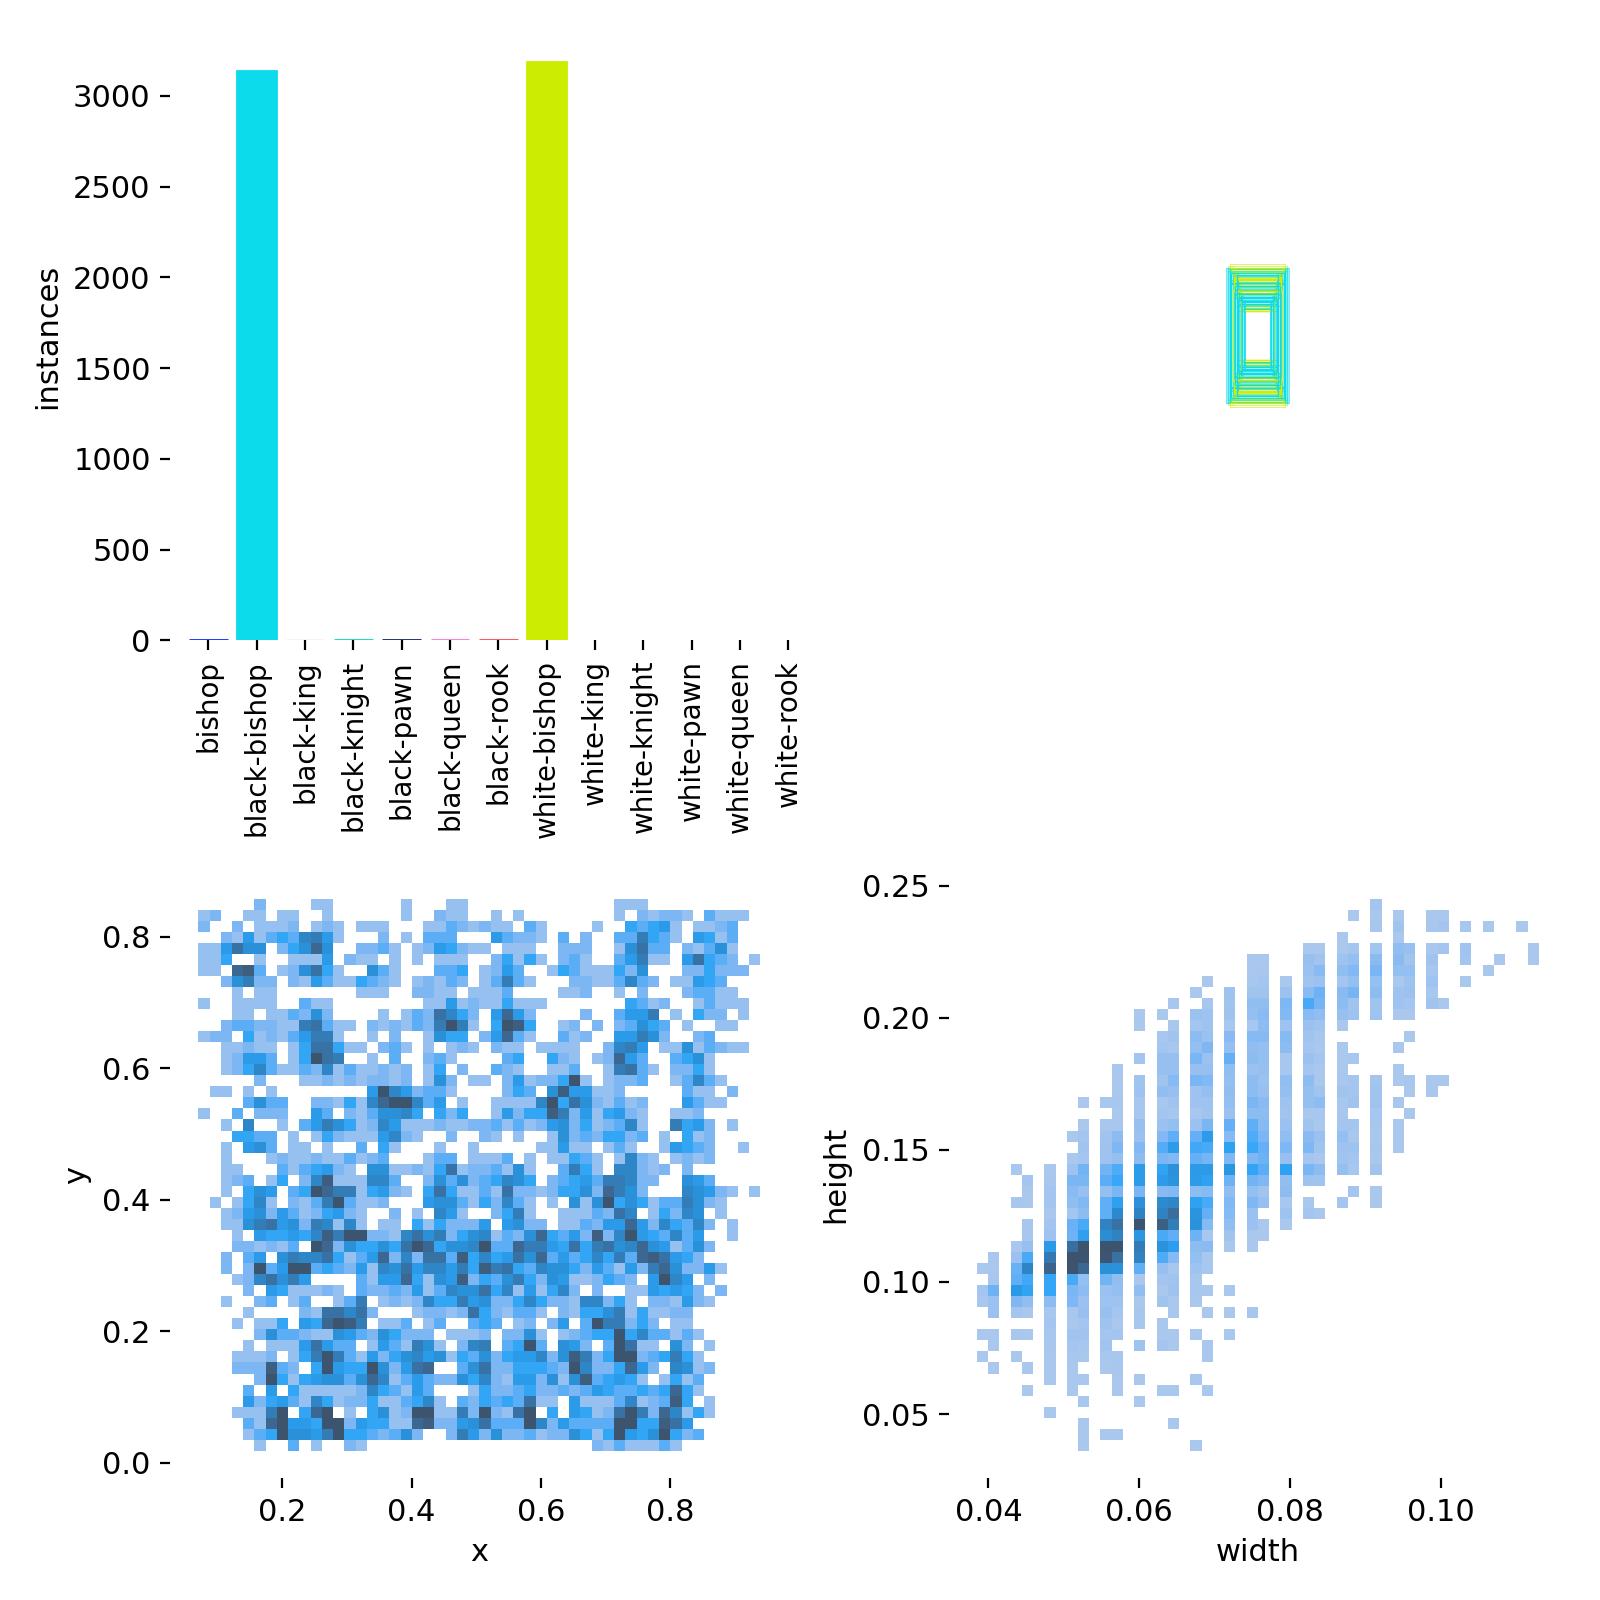 3000
2500
2000
1500
1000
500
0
instances
bishop
black-bishop
black-king
black-knight
black-pawn
black-queen
black-rook
white-bishop
white-king
white-knight
white-pawn
white-queen
white-rook
0.8
0.6
0.4
0.2
0.0
y
0.2 0.4 0.6 0.8
x
0.25
0.20
0.15
0.10
0.05
height
0.04 0.06 0.08 0.10
width